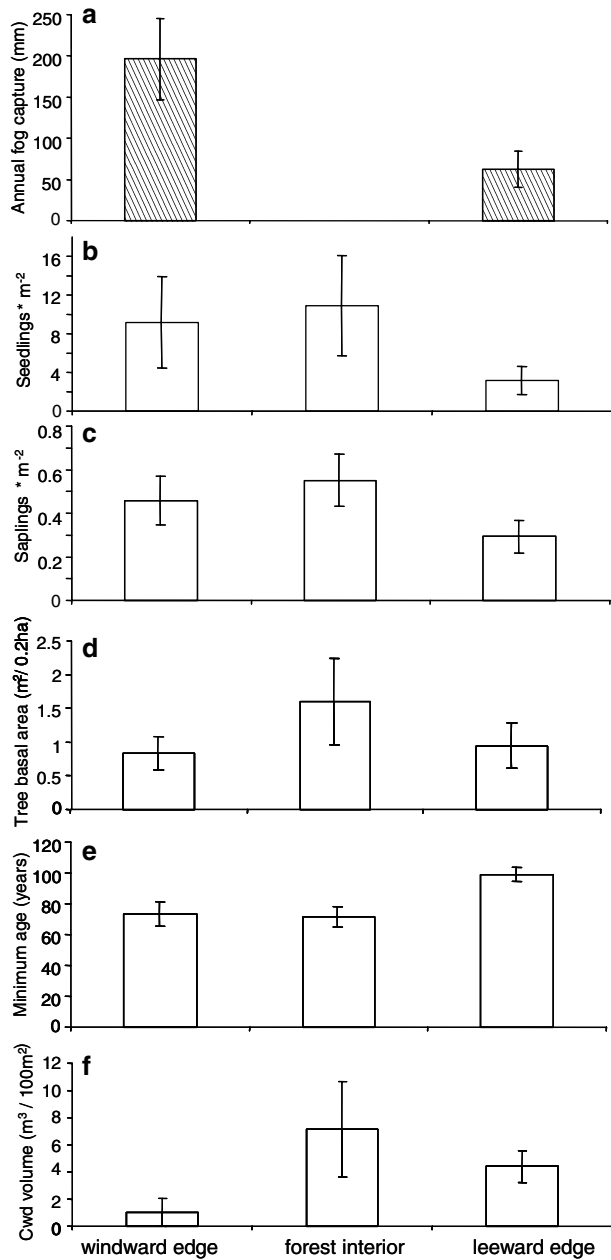 a
Annual fog capture (mm)
250
200
150
100
50
0
b
Seedlings * m-2
16
12
8
4
0
c
Saplings * m-2
0.8
0.6
0.4
0.2
0
d
Tree basal area (m2/ 0.2ha)
2.5
2
1.5
1
0.5
0
e
Minimum age (years)
120
100
80
60
40
20
0
f
Cwd volume (m3 / 100m2)
12
10
8
6
4
2
0
windward edge forest interior leeward edge